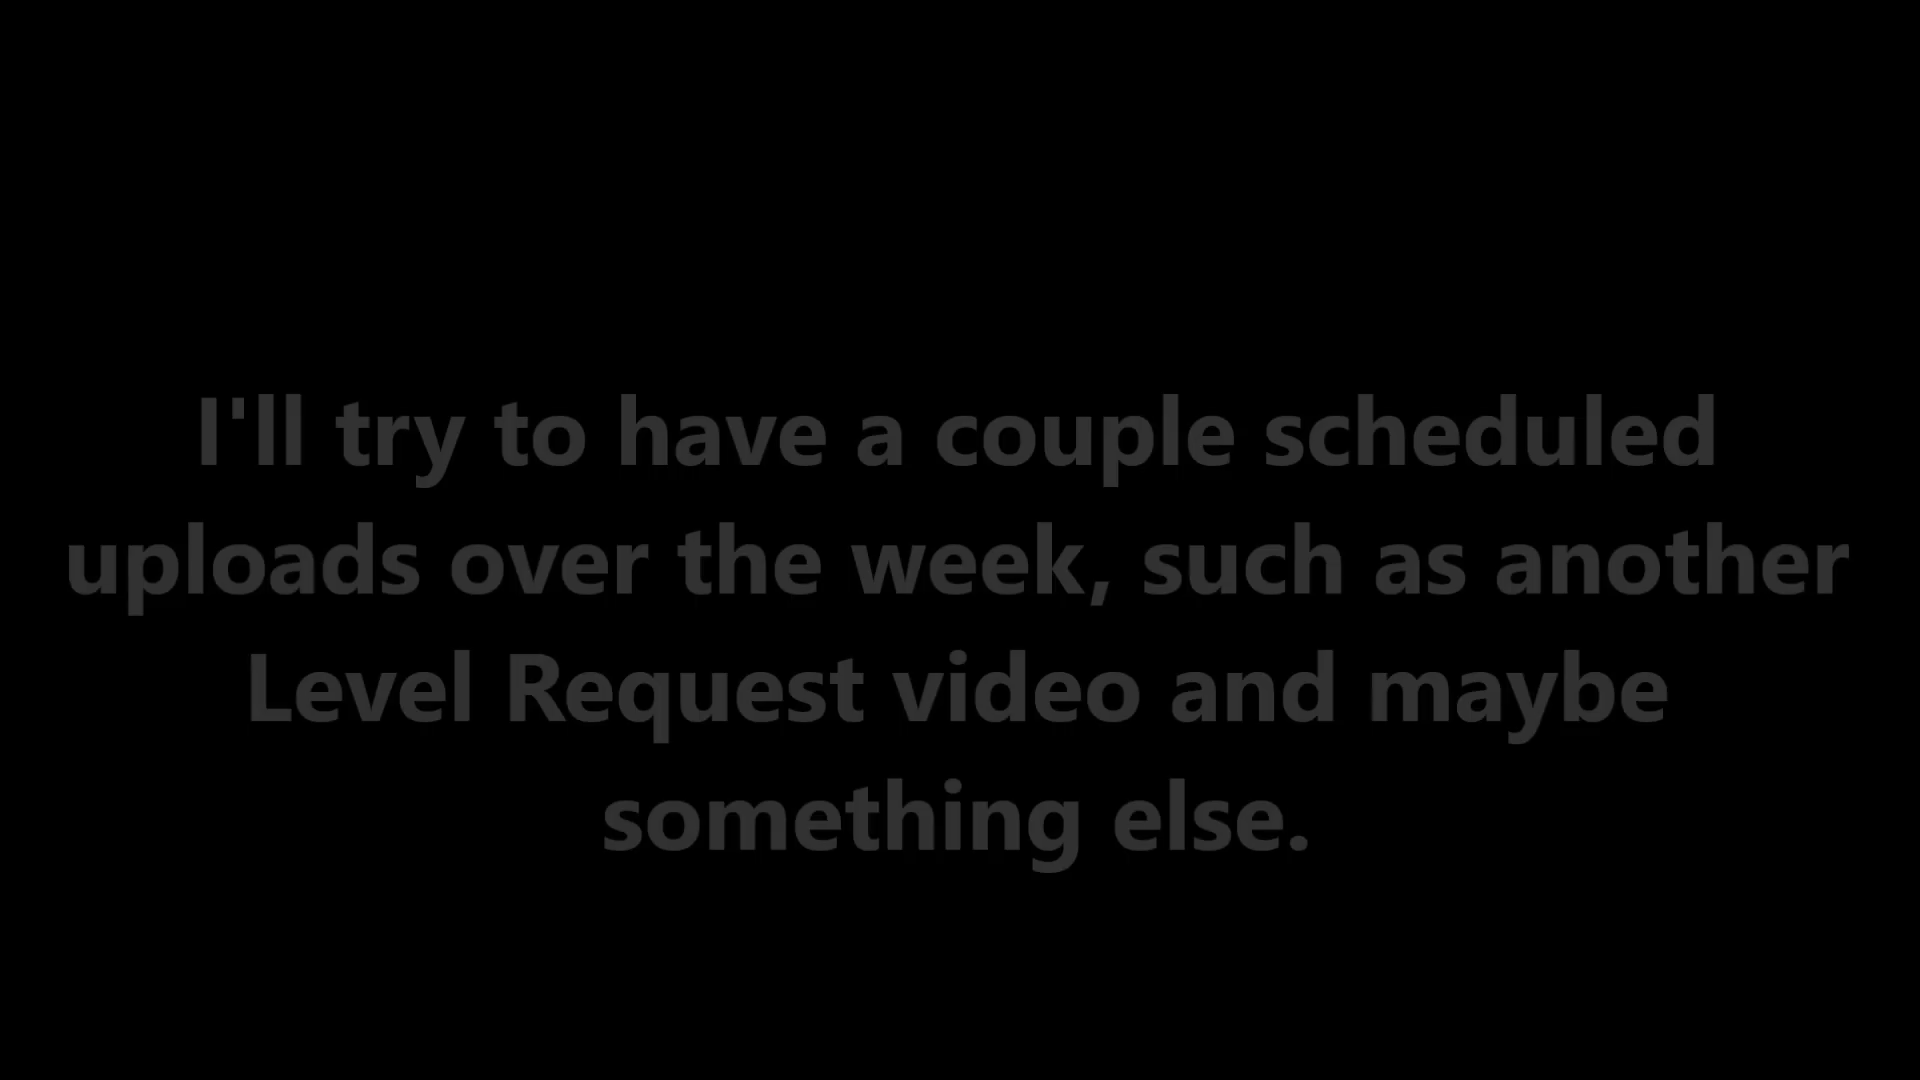 I'll try to have a couple scheduled
uploads over the week, such as another
Level Request video and maybe
something else.